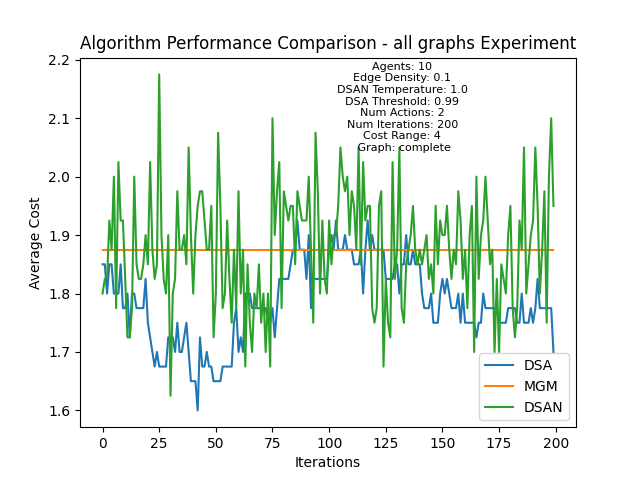 Algorithm Performance Comparison - all graphs Experiment
Agents: 10
Edge Density: 0.1
DSAN Temperature: 1.0
DSA Threshold: 0.99
Num Actions: 2
Num Iterations: 200
Cost Range: 4
Graph: complete
2.2
2.1
2.0
1.9
1.8
1.7
1.6
Average Cost
DSA
MGM
DSAN
0 25 50 75 100 125 150 175 200
Iterations